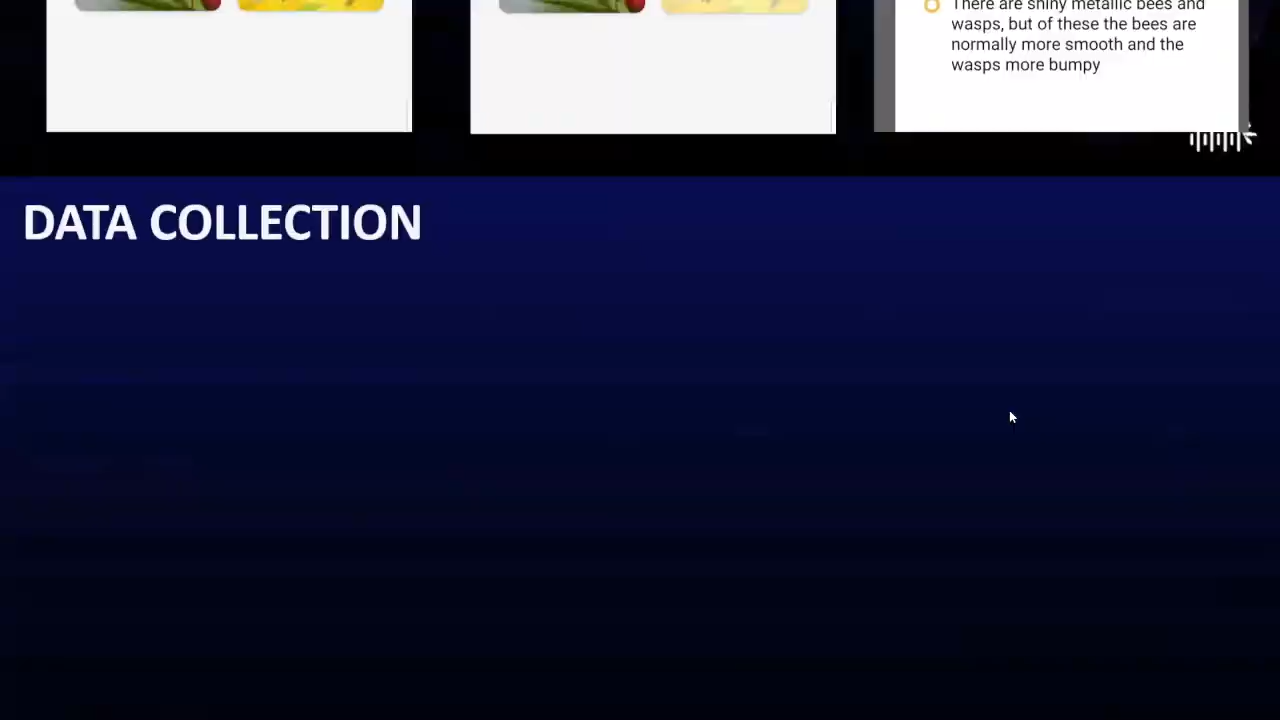 There are shiny metallic bees and
wasps, but of these the bees are
normally more smooth and the
wasps more bumpy
DATA COLLECTION